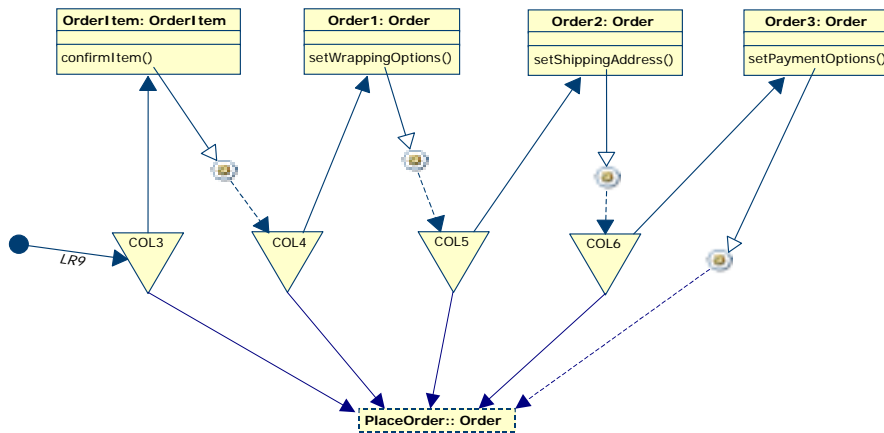 OrderItem: OrderItem
confirmItem()
Order1: Order
setWrappingOptions()
Order2: Order
setShippingAddress()
Order3: Order
setPaymentOptions()
COL3
COL4
COL5
COL6
LR9
PlaceOrder:: Order